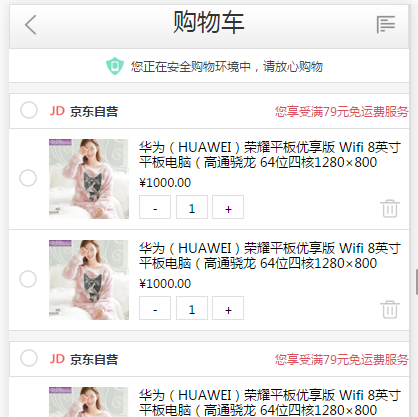 购物车
您正在安全购物环境中，请放心购物
JD 京东自营 您享受满79元免运费服务
华为（HUAWEI）荣耀平板优享版 Wifi 8英寸
平板电脑（高通骁龙 64位四核1280×800
¥1000.00
- 1 +
华为（HUAWEI）荣耀平板优享版 Wifi 8英寸
平板电脑（高通骁龙 64位四核1280×800
¥1000.00
- 1 +
JD 京东自营 您享受满79元免运费服务
华为（HUAWEI）荣耀平板优享版 Wifi 8英寸
平板电脑（高通骁龙 64位四核1280×800